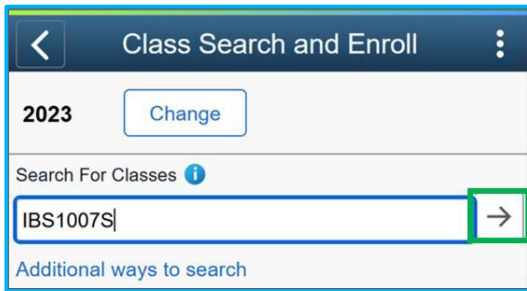 Class Search and Enroll
2023 Change
Search For Classes
IBS1007S
Additional ways to search